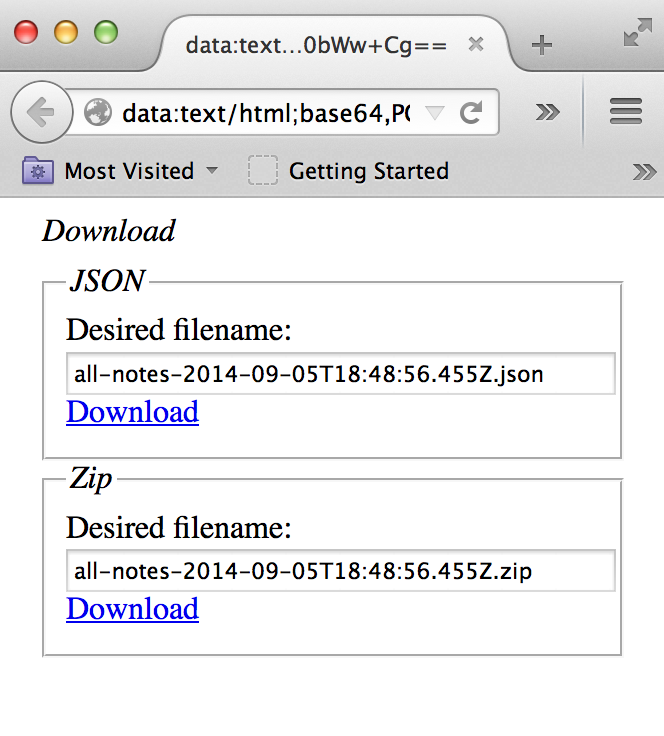 data:text...0bWw+Cg==
data:text/html;base64,P
Most Visited
Getting Started
Download
JSON
Desired filename:
all-notes-2014-09-05T18:48:56.455Z.json
Download
Zip
Desired filename:
all-notes-2014-09-05T18:48:56.455Z.zip
Download